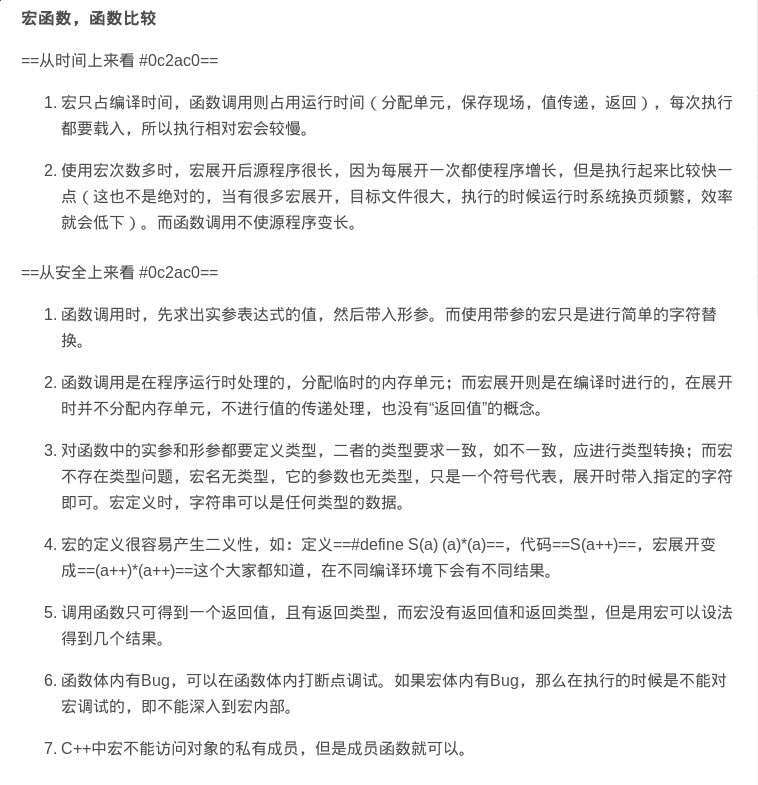 宏函数，函数比较
==从时间上来看 #0c2ac0==
1. 宏只占编译时间，函数调用则占用运行时间（分配单元，保存现场，值传递，返回），每次执行
都要载入，所以执行相对宏会较慢。
2. 使用宏次数多时，宏展开后源程序很长，因为每展开一次都使程序增长，但是执行起来比较快一
点（这也不是绝对的，当有很多宏展开，目标文件很大，执行的时候运行时系统换页频繁，效率
就会低下）。而函数调用不使源程序变长。
==从安全上来看 #0c2ac0==
1. 函数调用时，先求出实参表达式的值，然后带入形参。而使用带参的宏只是进行简单的字符替
换。
2. 函数调用是在程序运行时处理的，分配临时的内存单元；而宏展开则是在编译时进行的，在展开
时并不分配内存单元，不进行值的传递处理，也没有“返回值”的概念。
3. 对函数中的实参和形参都要定义类型，二者的类型要求一致，如不一致，应进行类型转换；而宏
不存在类型问题，宏名无类型，它的参数也无类型，只是一个符号代表，展开时带入指定的字符
即可。宏定义时，字符串可以是任何类型的数据。
4. 宏的定义很容易产生二义性，如：定义==#define S(a) (a)*(a)==，代码==S(a++)==，宏展开变
成==(a++)*(a++)==这个大家都知道，在不同编译环境下会有不同结果。
5. 调用函数只可得到一个返回值，且有返回类型，而宏没有返回值和返回类型，但是用宏可以设法
得到几个结果。
6. 函数体内有Bug，可以在函数体内打断点调试。如果宏体内有Bug，那么在执行的时候是不能对
宏调试的，即不能深入到宏内部。
7. C++中宏不能访问对象的私有成员，但是成员函数就可以。